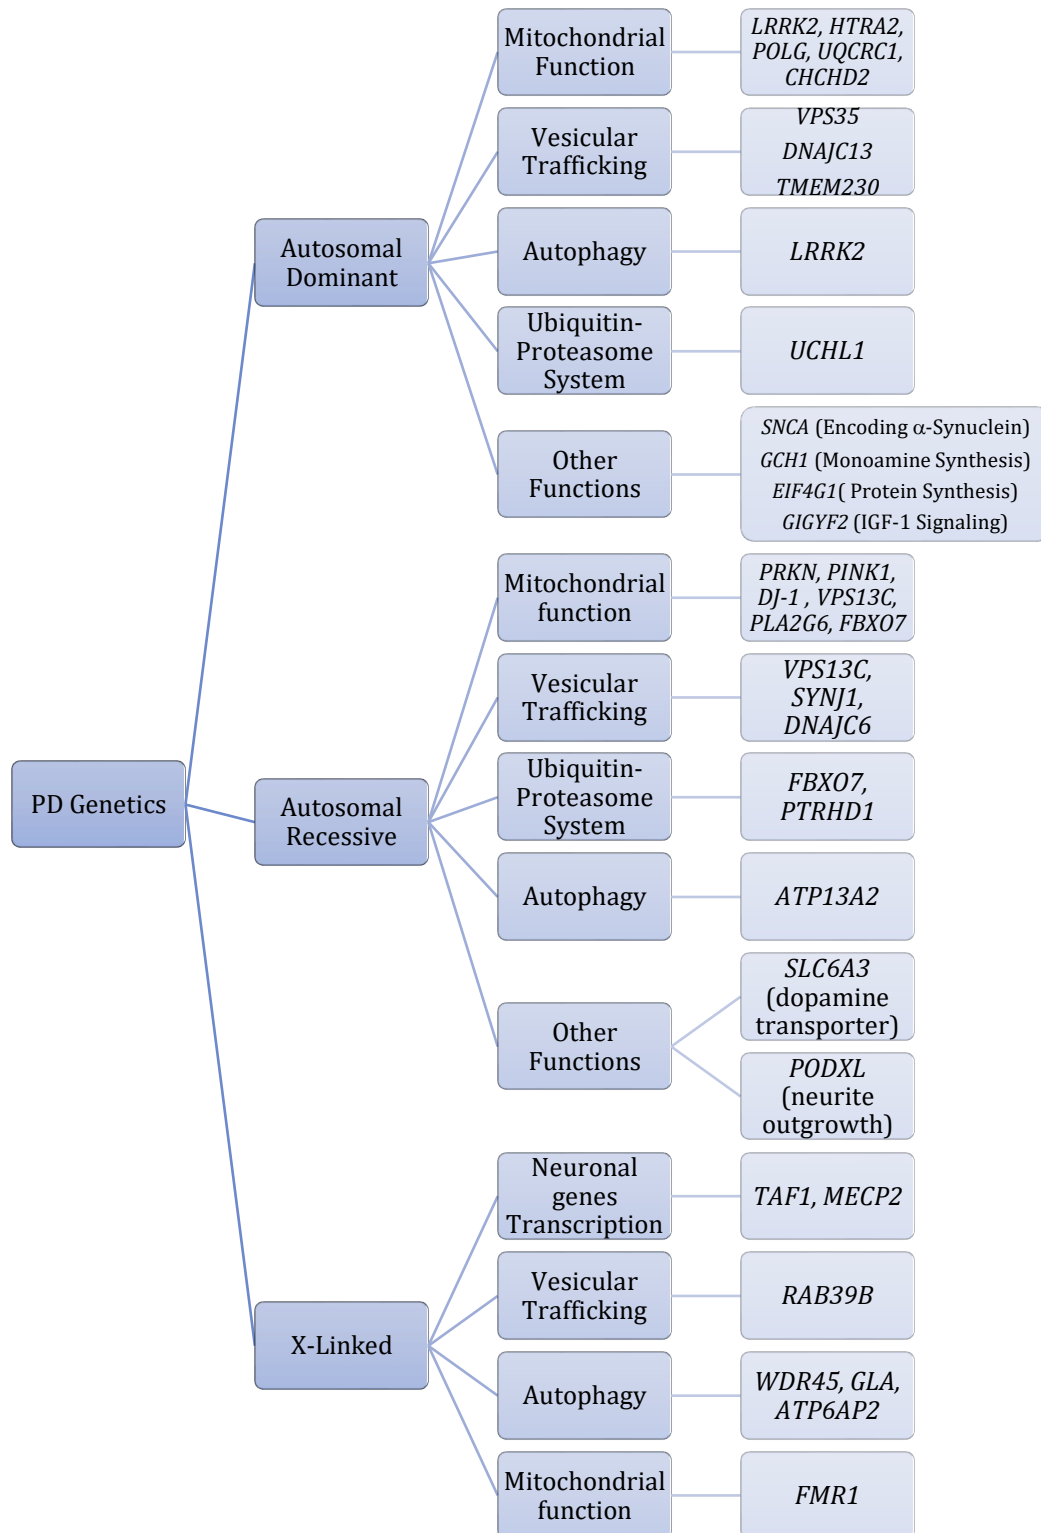 PD Genetics
Autosomal
Dominant
Mitochondrial
Function
LRRK2, HTRA2,
POLG, UQCRC1,
CHCHD2
Vesicular
Trafficking
VPS35
DNAJC13
TMEM230
Autophagy
LRRK2
Ubiquitin-
Proteasome
System
UCHL1
Other
Functions
SNCA (Encoding α-Synuclein)
GCH1 (Monoamine Synthesis)
EIF4G1( Protein Synthesis)
GIGYF2 (IGF-1 Signaling)
Autosomal
Recessive
Mitochondrial
function
PRKN, PINK1,
DJ-1 , VPS13C,
PLA2G6, FBXO7
Vesicular
Trafficking
VPS13C,
SYNJ1,
DNAJC6
Ubiquitin-
Proteasome
System
FBXO7,
PTRHD1
Autophagy
ATP13A2
Other
Functions
SLC6A3
(dopamine
transporter)
PODXL
(neurite
outgrowth)
X-Linked
Neuronal
genes
Transcription
TAF1, MECP2
Vesicular
Trafficking
RAB39B
Autophagy
WDR45, GLA,
ATP6AP2
Mitochondrial
function
FMR1